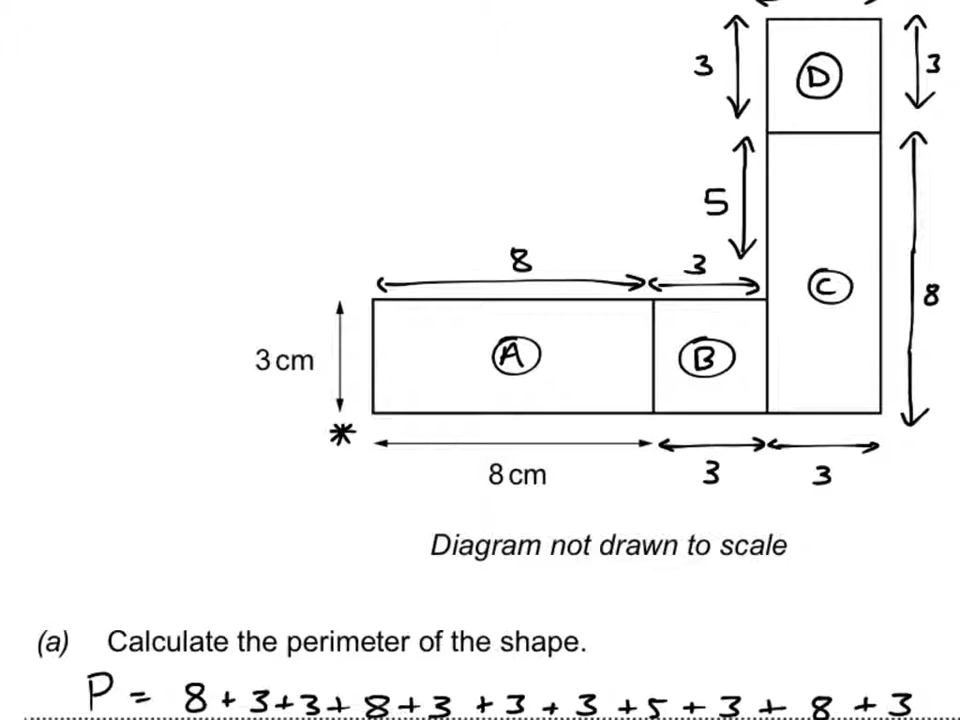 3
D
3
5
8
3
C
8
3 cm
A
B
*
8 cm
3
3
Diagram not drawn to scale
(a) Calculate the perimeter of the shape.
P = 8 + 3 + 3 + 8 + 3 + 3 + 3 + 5 + 3 + 8 + 3